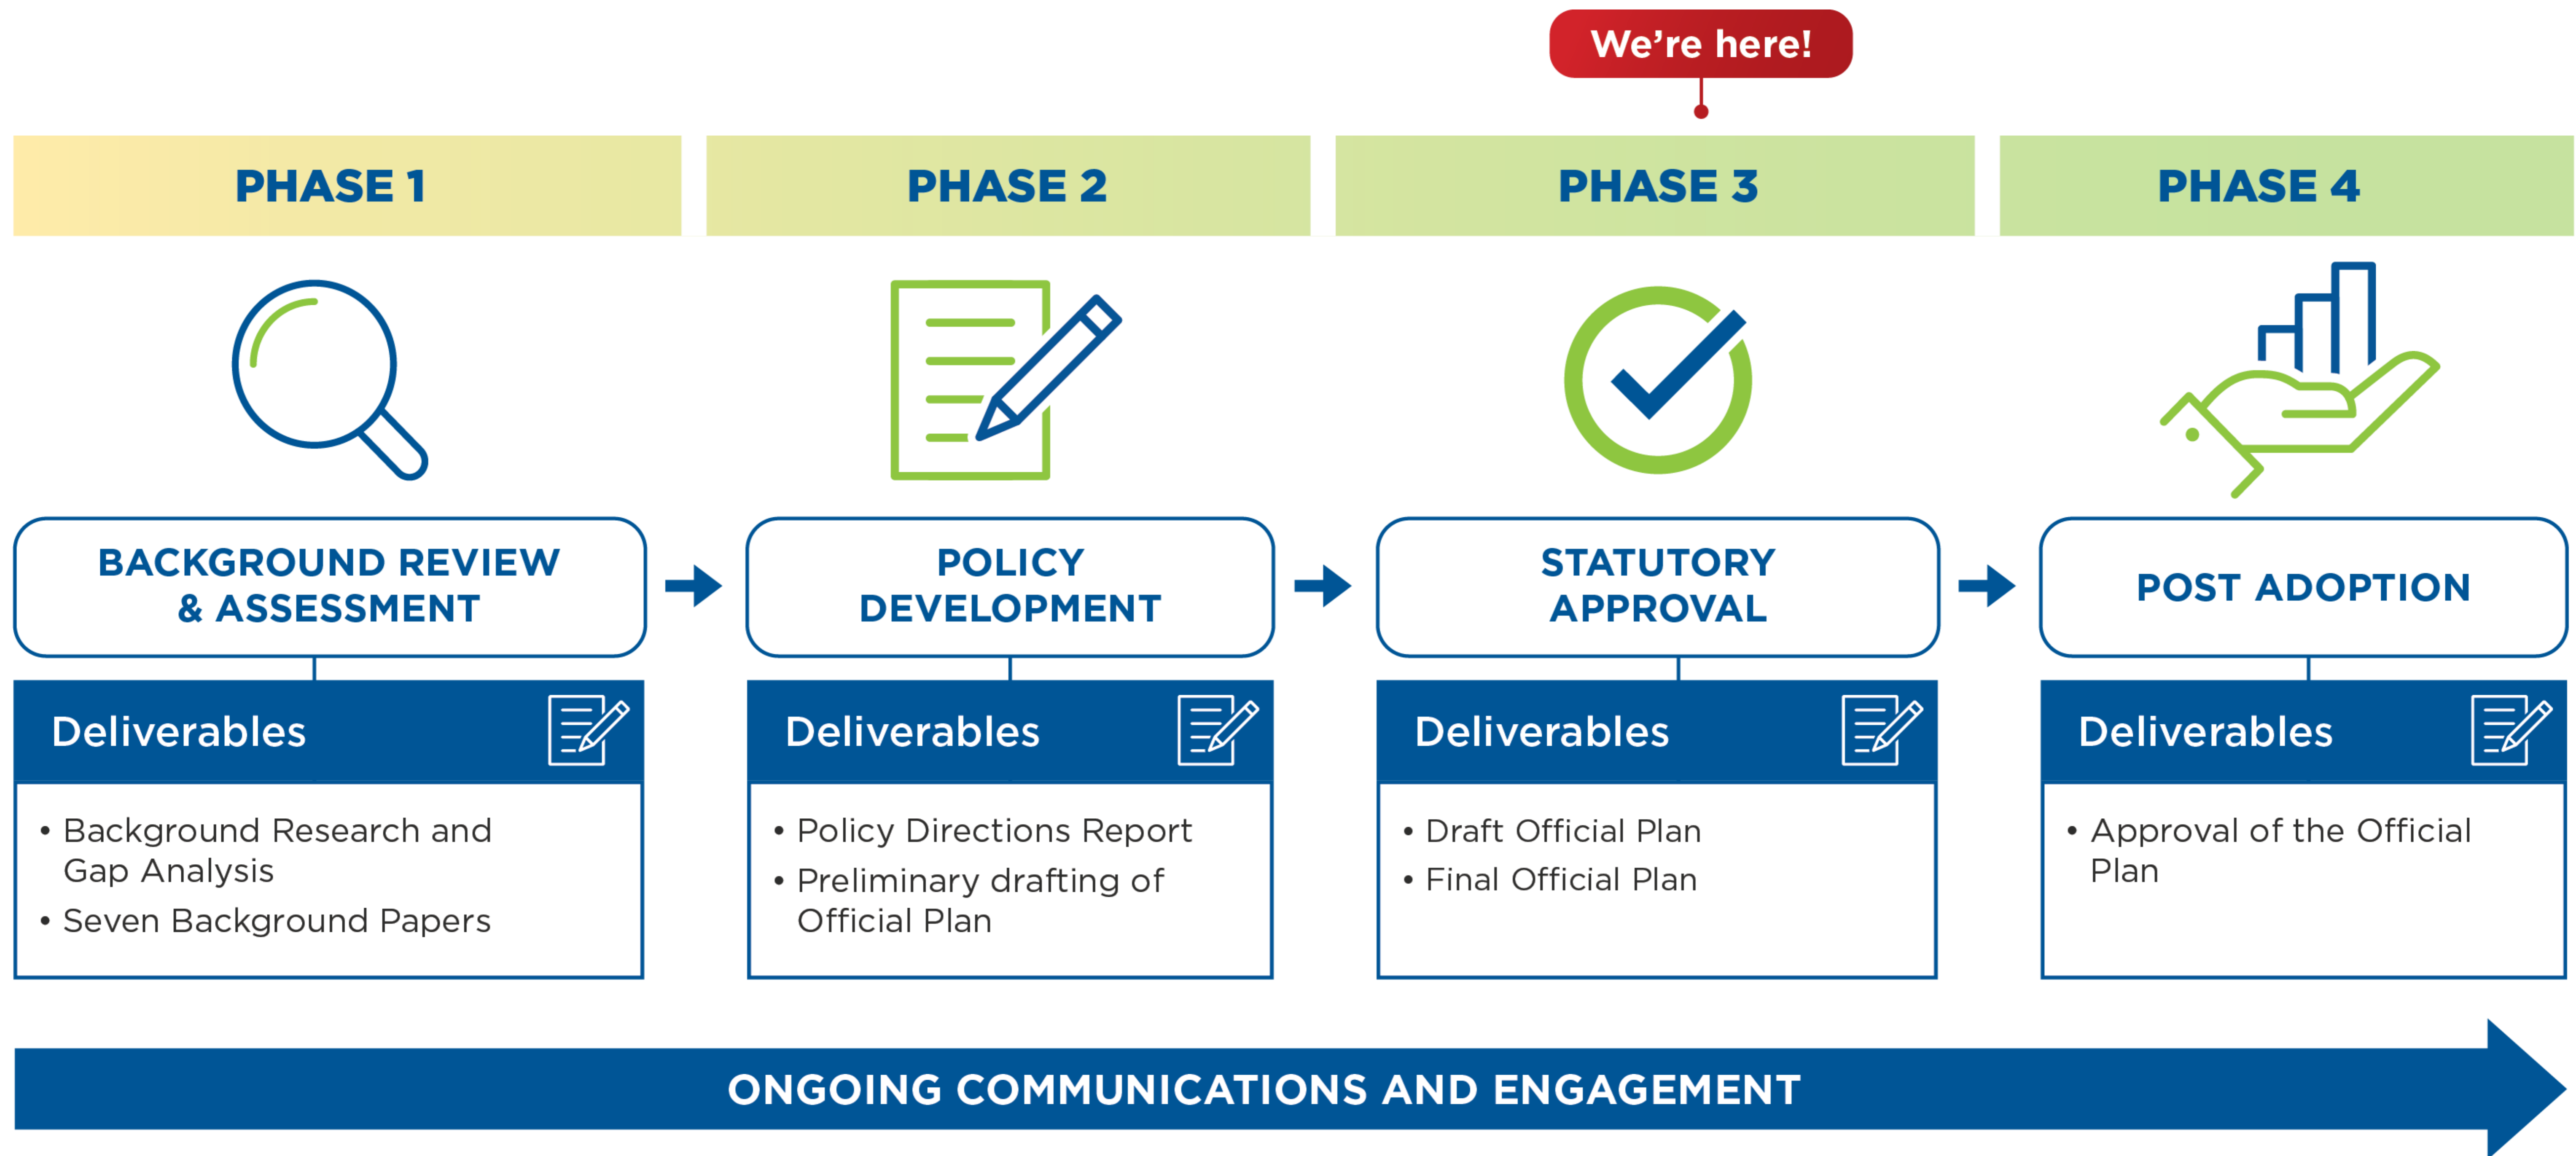 We're here!
PHASE 1
PHASE 2
PHASE 3
PHASE 4
BACKGROUND REVIEW
& ASSESSMENT
POLICY
DEVELOPMENT
STATUTORY
APPROVAL
POST ADOPTION
Deliverables
• Background Research and
Gap Analysis
• Seven Background Papers
Deliverables
• Policy Directions Report
• Preliminary drafting of
Official Plan
Deliverables
• Draft Official Plan
• Final Official Plan
Deliverables
• Approval of the Official
Plan
ONGOING COMMUNICATIONS AND ENGAGEMENT